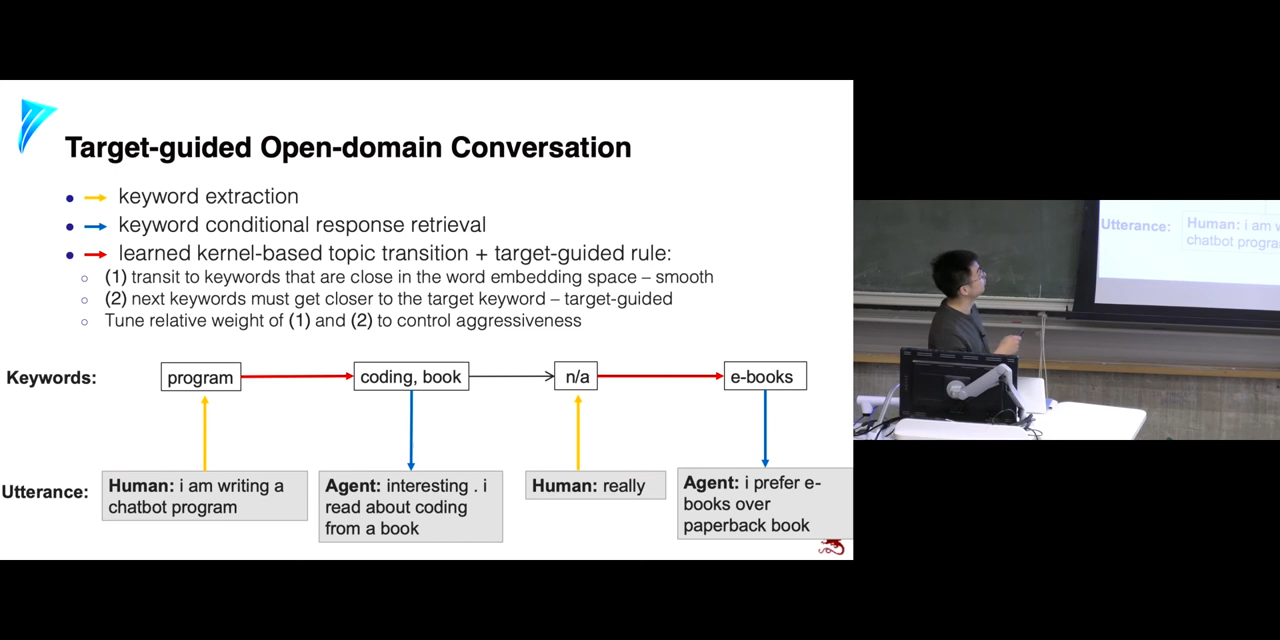 Target-guided Open-domain Conversation
keyword extraction
keyword conditional response retrieval
learned kernel-based topic transition + target-guided rule:
(1) transit to keywords that are close in the word embedding space – smooth
(2) next keywords must get closer to the target keyword – target-guided
Tune relative weight of (1) and (2) to control aggressiveness
Keywords:
program
coding, book
n/a
e-books
Utterance:
Human: i am writing a
chatbot program
Agent: interesting . i
read about coding
from a book
Human: really
Agent: i prefer e-
books over
paperback book
Utterance:
Human: i am w
chatbot progra